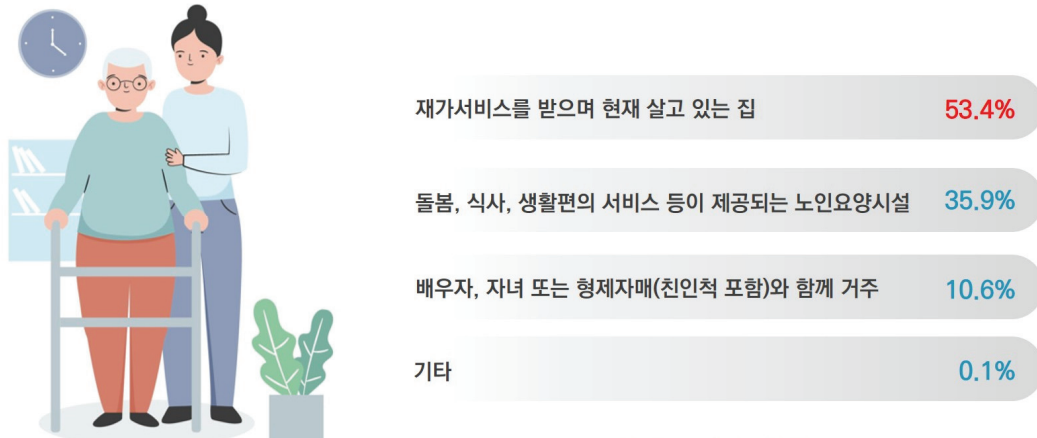 재가서비스를 받으며 현재 살고 있는 집 53.4%
돌봄, 식사, 생활편의 서비스 등이 제공되는 노인요양시설 35.9%
배우자, 자녀 또는 형제자매(친인척 포함)와 함께 거주 10.6%
기타 0.1%